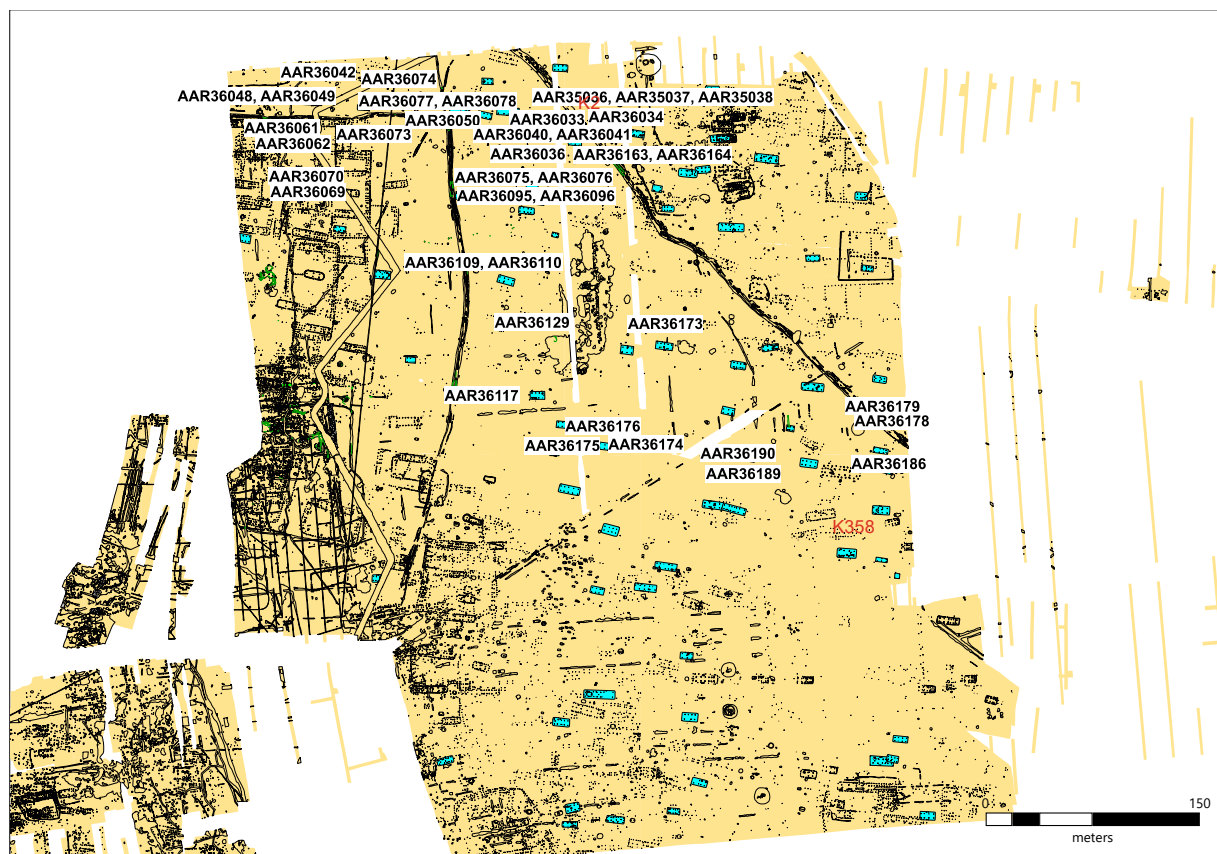 AAR36042
AAR36074
AAR36048, AAR36049
AAR36077, AAR36078
AAR35036, AAR35037, AAR35038
K2
AAR36050
AAR36033, AAR36034
AAR36061
AAR36073
AAR36040, AAR36041
AAR36062
AAR36036
AAR36163, AAR36164
AAR36070
AAR36075, AAR36076
AAR36069
AAR36095, AAR36096
AAR36109, AAR36110
AAR36129
AAR36173
AAR36117
AAR36179
AAR36178
AAR36176
AAR36175
AAR36174
AAR36190
AAR36186
AAR36189
K358
0 150
meters